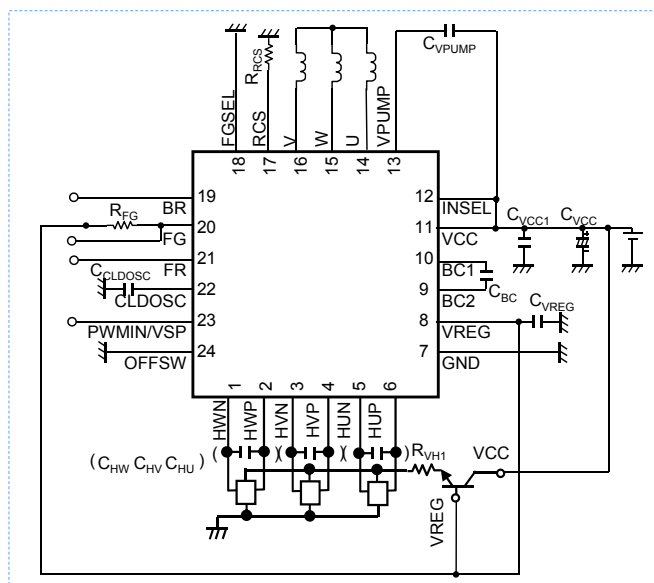 C_VPUMP
R_RCS
FGSEL
RCS
V
W
U
VPUMP
18
17
16
15
14
13
19
BR
R_FG
20
FG
21
FR
C_CLDOSC
22
CLDOSC
23
PWMIN/VSP
24
OFFSW
12
INSEL
11
VCC
C_VCC1
C_VCC
10
BC1
C_BC
9
BC2
C_VREG
8
VREG
7
GND
1
2
3
4
5
6
HWN
HWP
HVN
HVP
HUN
HUP
(C_HW C_HV C_HU) ( )( )( )
R_VH1
VCC
VREG